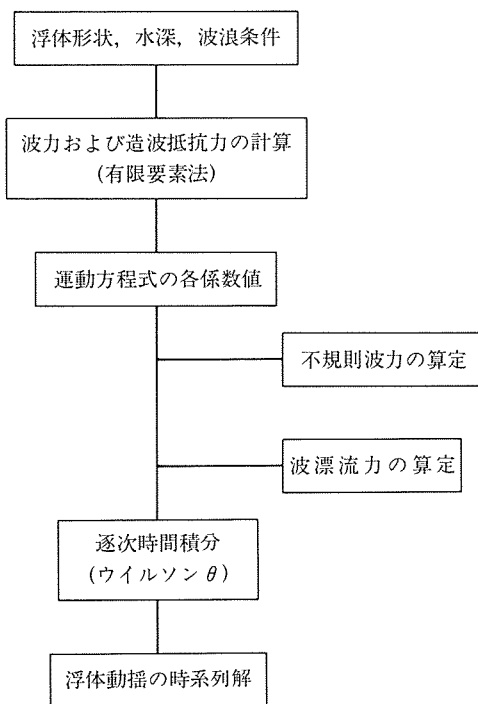 浮体形状, 水深, 波浪条件
波力および造波抵抗力の計算
(有限要素法)
運動方程式の各係数値
不規則波力の算定
波漂流力の算定
逐次時間積分
(ウイルソンθ)
浮体動揺の時系列解